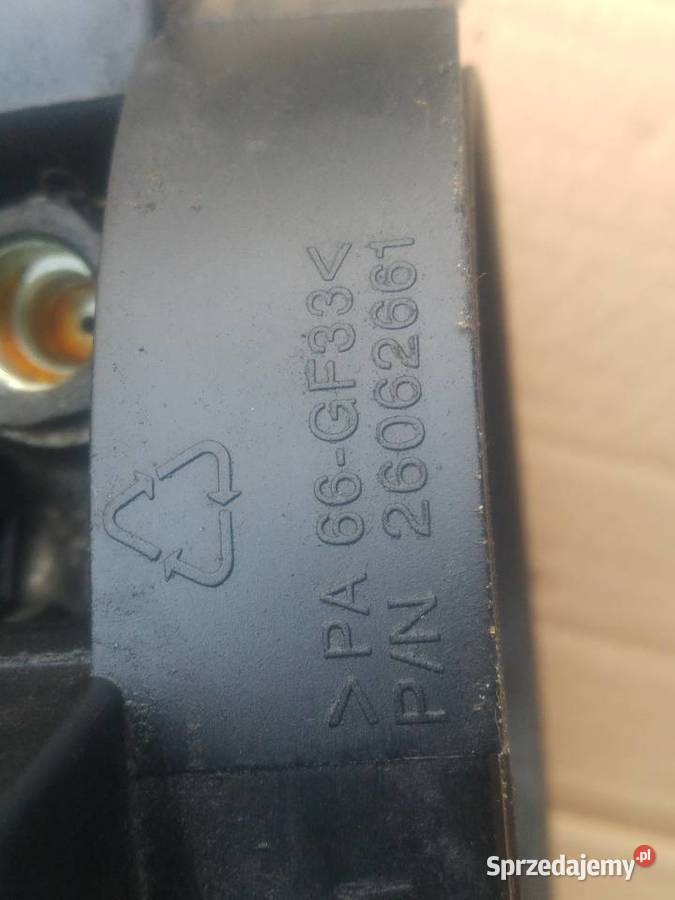 >PA 66-GF33<
P/N 26062661
Sprzedajemy.pl